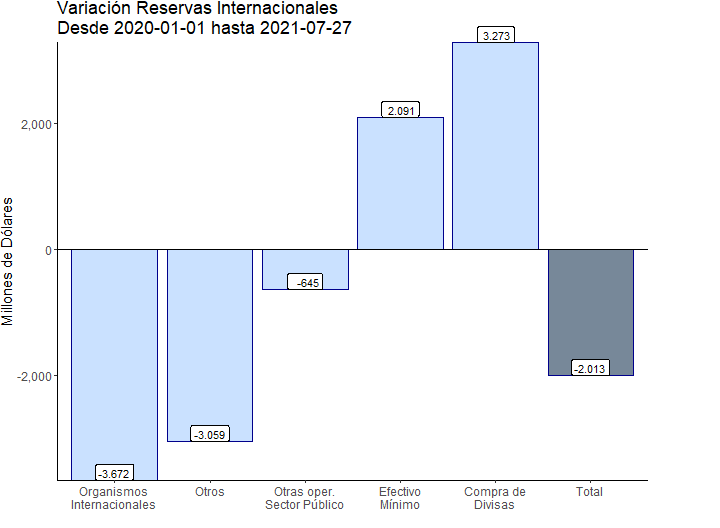 Variación Reservas Internacionales
Desde 2020-01-01 hasta 2021-07-27
3.273
2.091
2,000
Millones de Dólares
0
-645
-2.013
-2,000
-3.059
-3.672
Organismos
Internacionales
Otros
Otras oper.
Sector Público
Efectivo
Mínimo
Compra de
Divisas
Total